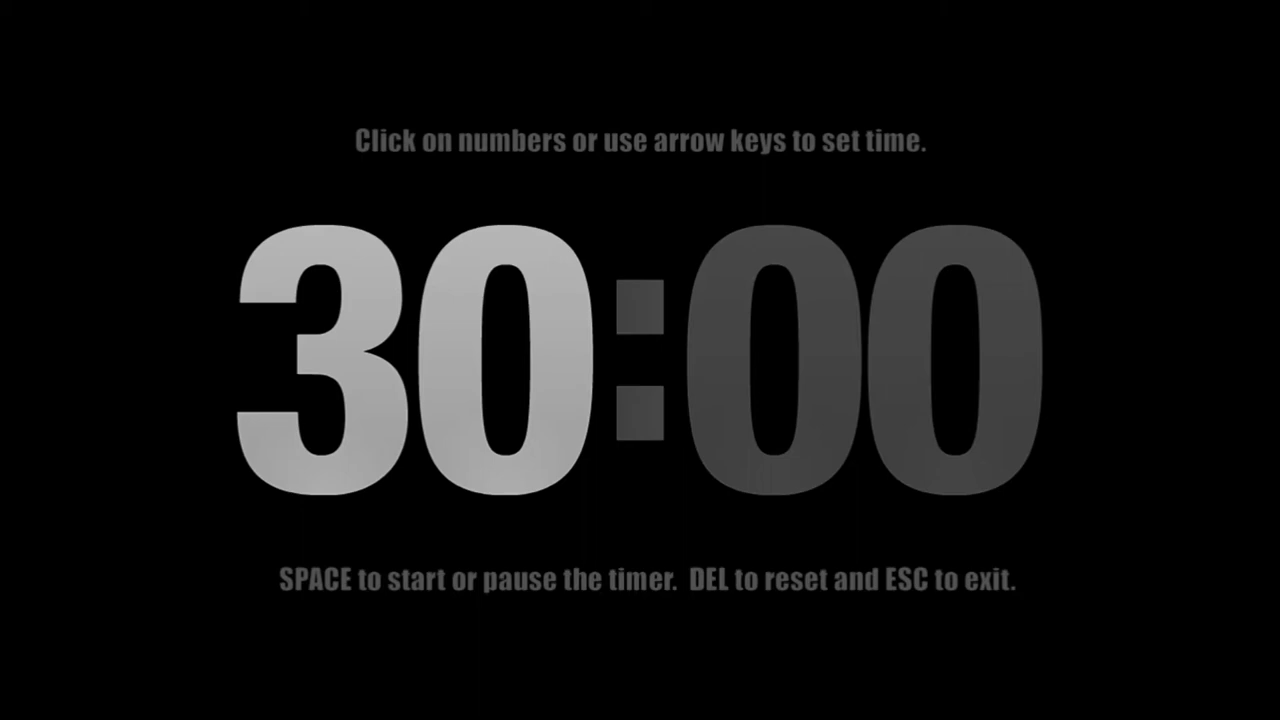 Click on numbers or use arrow keys to set time.
30:00
SPACE to start or pause the timer.  DEL to reset and ESC to exit.